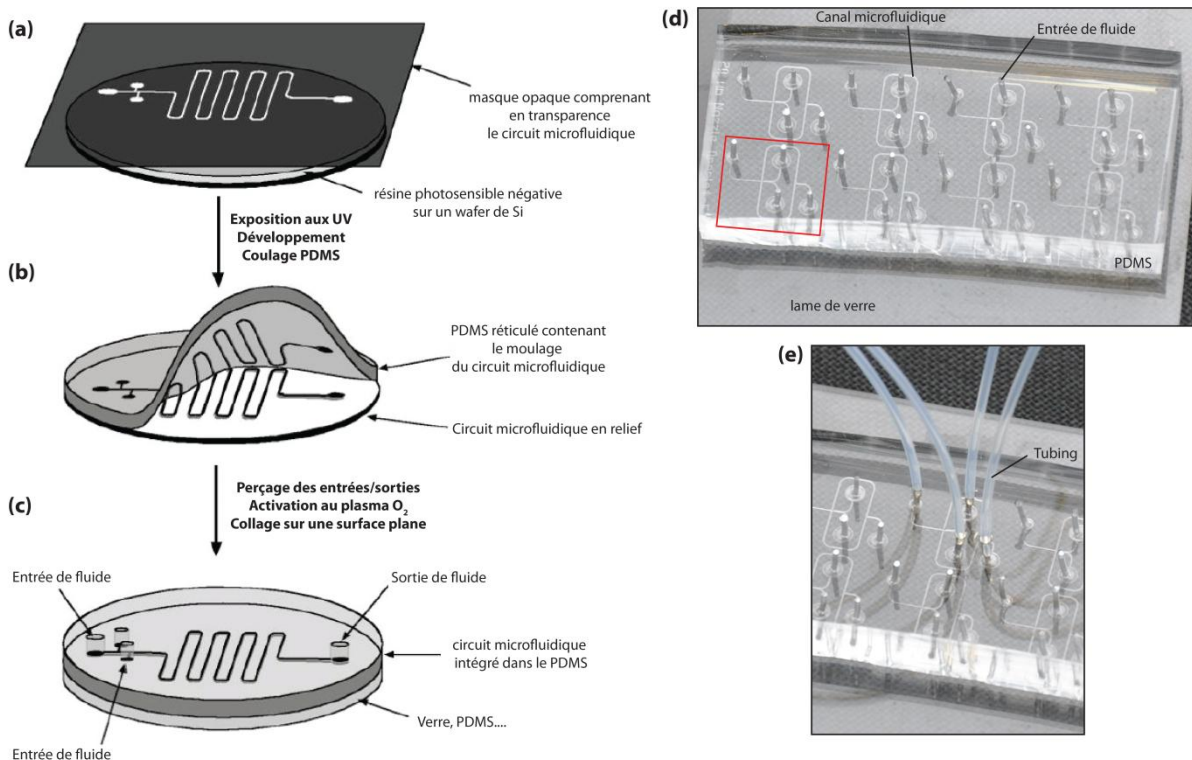 (a)
masque opaque comprenant
en transparence
le circuit microfluidique
résine photosensible négative
sur un wafer de Si
Exposition aux UV
Développement
Coulage PDMS
(b)
PDMS réticulé contenant
le moulage
du circuit microfluidique
Circuit microfluidique en relief
Perçage des entrées/sorties
Activation au plasma O₂
Collage sur une surface plane
(c)
Entrée de fluide
Sortie de fluide
circuit microfluidique
intégré dans le PDMS
Verre, PDMS....
Entrée de fluide
(d)
Canal microfluidique
Entrée de fluide
PDMS
lame de verre
(e)
Tubing